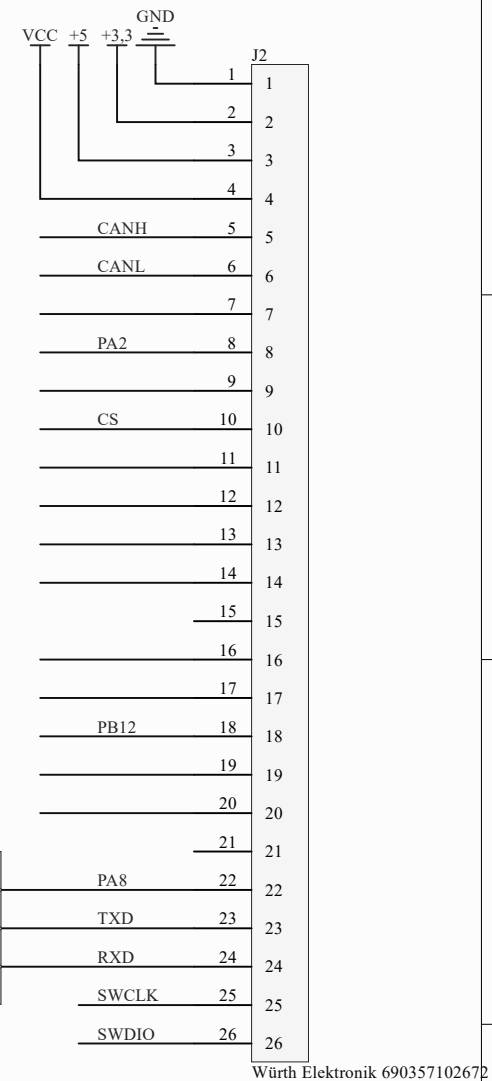 GND
VCC +5 +3,3
J2
1 1
2 2
3 3
4 4
CANH 5 5
CANL 6 6
7 7
PA2 8 8
9 9
CS 10 10
11 11
12 12
13 13
14 14
15 15
16 16
17 17
PB12 18 18
19 19
20 20
21 21
PA8 22 22
TXD 23 23
RXD 24 24
SWCLK 25 25
SWDIO 26 26
Würth Elektronik 690357102672